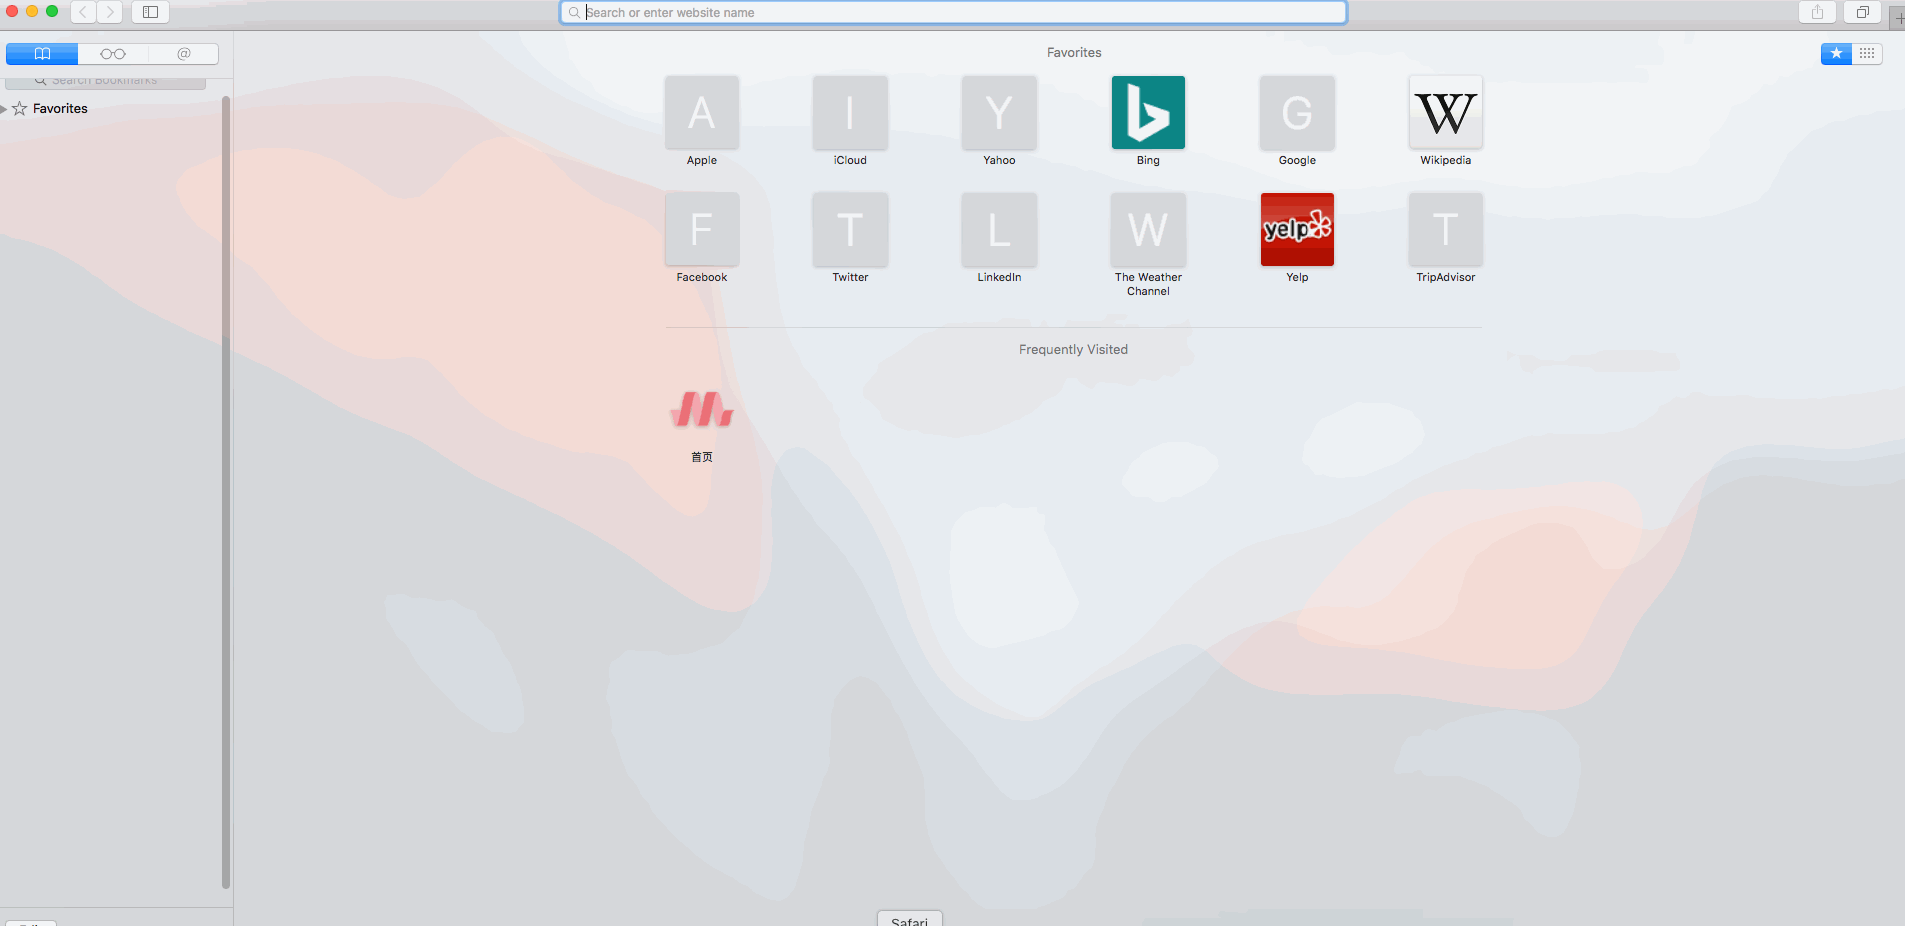 Search or enter website name
@
Search Bookmarks
Favorites
Favorites
A
I
Y
G
W
Apple
iCloud
Yahoo
Bing
Google
Wikipedia
F
T
L
W
yelp
T
Facebook
Twitter
LinkedIn
The Weather
Channel
Yelp
TripAdvisor
Frequently Visited
首页
Safari